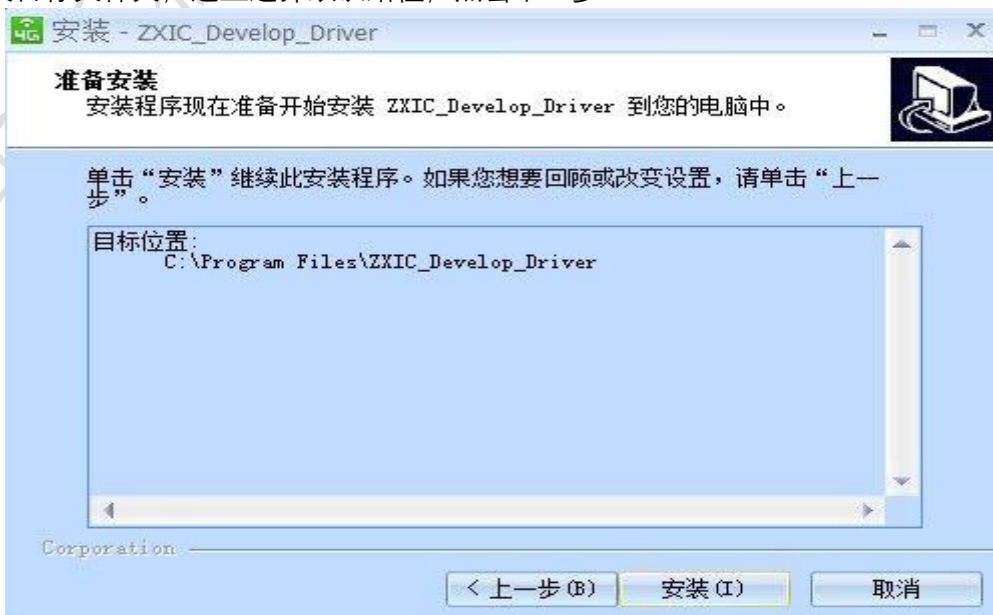 4G 安装 - ZXIC_Develop_Driver
准备安装
安装程序现在准备开始安装 ZXIC_Develop_Driver 到您的电脑中。
单击“安装”继续此安装程序。如果您想要回顾或改变设置，请单击“上一
步”。
目标位置:
C:\Program Files\ZXIC_Develop_Driver
Corporation
< 上一步(B)
安装(I)
取消